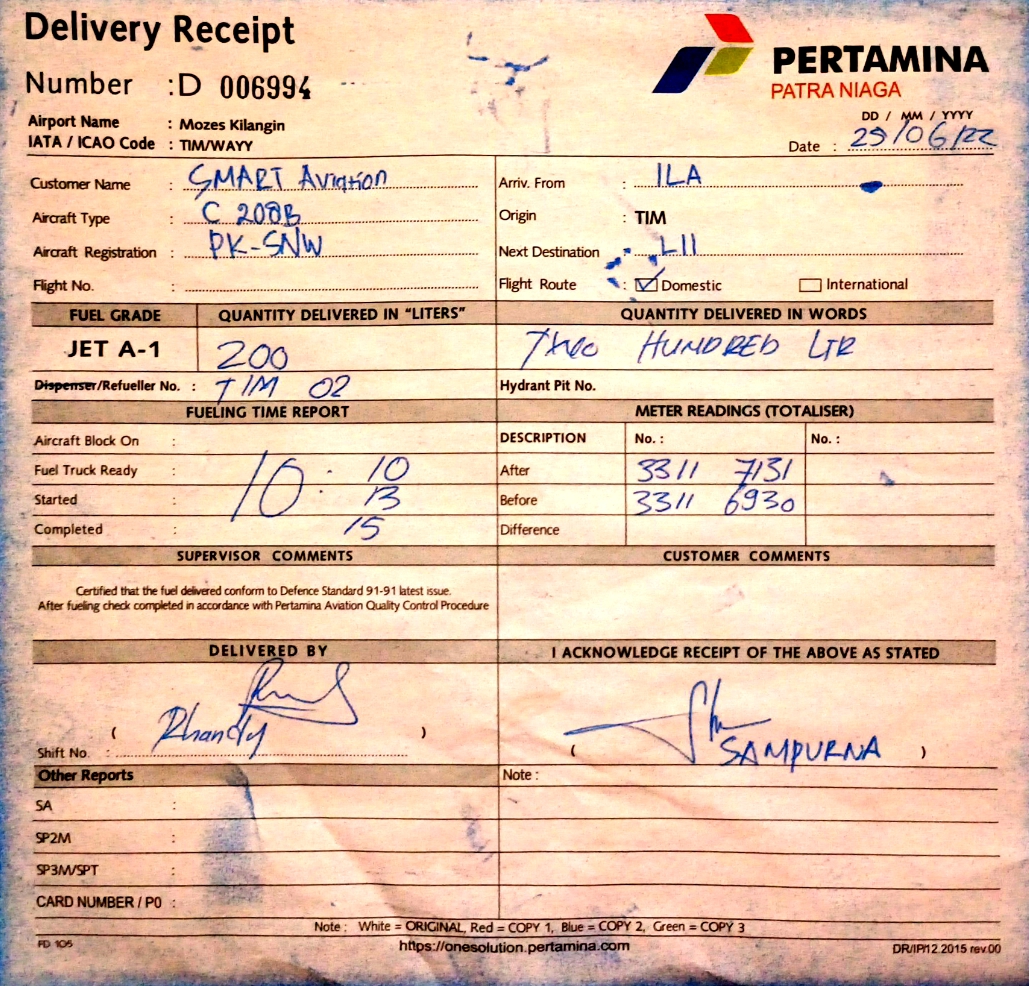 Delivery Receipt
PERTAMINA
PATRA NIAGA
Number : D 006994
DD / MM / YYYY
Airport Name : Mozes Kilangin
IATA / ICAO Code : TIM/WAYY
Date : 29/06/22
Customer Name : SMART Aviation
Arriv. From : ILA
Aircraft Type : C 208B
Origin : TIM
Aircraft Registration : PK-SNW
Next Destination : LII
Flight No. :
Flight Route : Domestic International
FUEL GRADE QUANTITY DELIVERED IN "LITERS" QUANTITY DELIVERED IN WORDS
JET A-1 200 Two HUNDRED LTR
Dispenser/Refueller No. : TIM 02 Hydrant Pit No.
FUELING TIME REPORT METER READINGS (TOTALISER)
Aircraft Block On : DESCRIPTION No. : No. :
Fuel Truck Ready : 10 : 10 After 3311 7131
Started : 13 Before 3311 6930
Completed : 15 Difference
SUPERVISOR COMMENTS CUSTOMER COMMENTS
Certified that the fuel delivered conform to Defence Standard 91-91 latest issue.
After fueling check completed in accordance with Pertamina Aviation Quality Control Procedure
DELIVERED BY I ACKNOWLEDGE RECEIPT OF THE ABOVE AS STATED
( Rhandy ) ( SAMPURNA )
Shift No. :
Other Reports Note :
SA :
SP2M :
SP3M/SPT :
CARD NUMBER / P0 :
Note : White = ORIGINAL, Red = COPY 1, Blue = COPY 2, Green = COPY 3
FD 105 https://onesolution.pertamina.com DR/IP/12.2015 rev.00